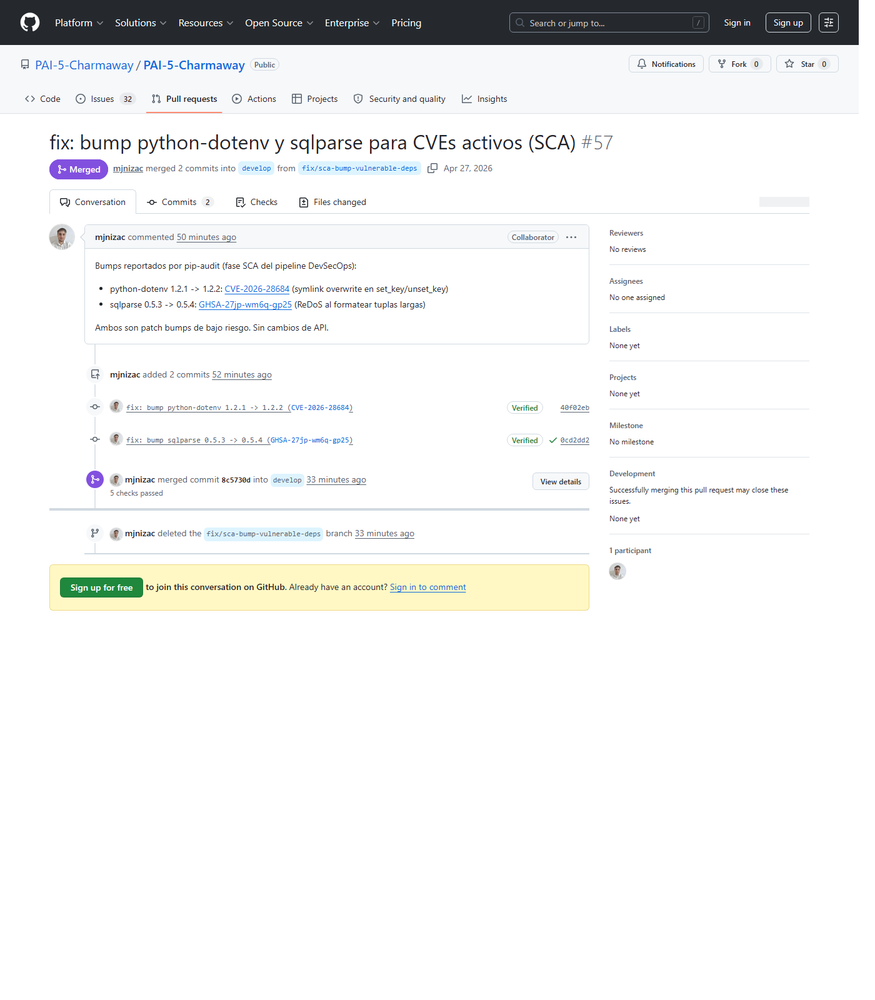 Platform Solutions Resources Open Source Enterprise Pricing Search or jump to... / Sign in Sign up
PAI-5-Charmaway / PAI-5-Charmaway Public Notifications Fork 0 Star 0
Code Issues 32 Pull requests Actions Projects Security and quality Insights
fix: bump python-dotenv y sqlparse para CVEs activos (SCA) #57
Merged mjnizac merged 2 commits into develop from fix/sca-bump-vulnerable-deps Apr 27, 2026
Conversation Commits 2 Checks Files changed
mjnizac commented 50 minutes ago Collaborator
Bumps reportados por pip-audit (fase SCA del pipeline DevSecOps):
python-dotenv 1.2.1 -> 1.2.2: CVE-2026-28684 (symlink overwrite en set_key/unset_key)
sqlparse 0.5.3 -> 0.5.4: GHSA-27jp-wm6q-gp25 (ReDoS al formatear tuplas largas)
Ambos son patch bumps de bajo riesgo. Sin cambios de API.
mjnizac added 2 commits 52 minutes ago
fix: bump python-dotenv 1.2.1 -> 1.2.2 (CVE-2026-28684) Verified 40f02eb
fix: bump sqlparse 0.5.3 -> 0.5.4 (GHSA-27jp-wm6q-gp25) Verified 0cd2dd2
mjnizac merged commit 8c5730d into develop 33 minutes ago View details
5 checks passed
mjnizac deleted the fix/sca-bump-vulnerable-deps branch 33 minutes ago
Sign up for free to join this conversation on GitHub. Already have an account? Sign in to comment
Reviewers
No reviews
Assignees
No one assigned
Labels
None yet
Projects
None yet
Milestone
No milestone
Development
Successfully merging this pull request may close these
issues.
None yet
1 participant